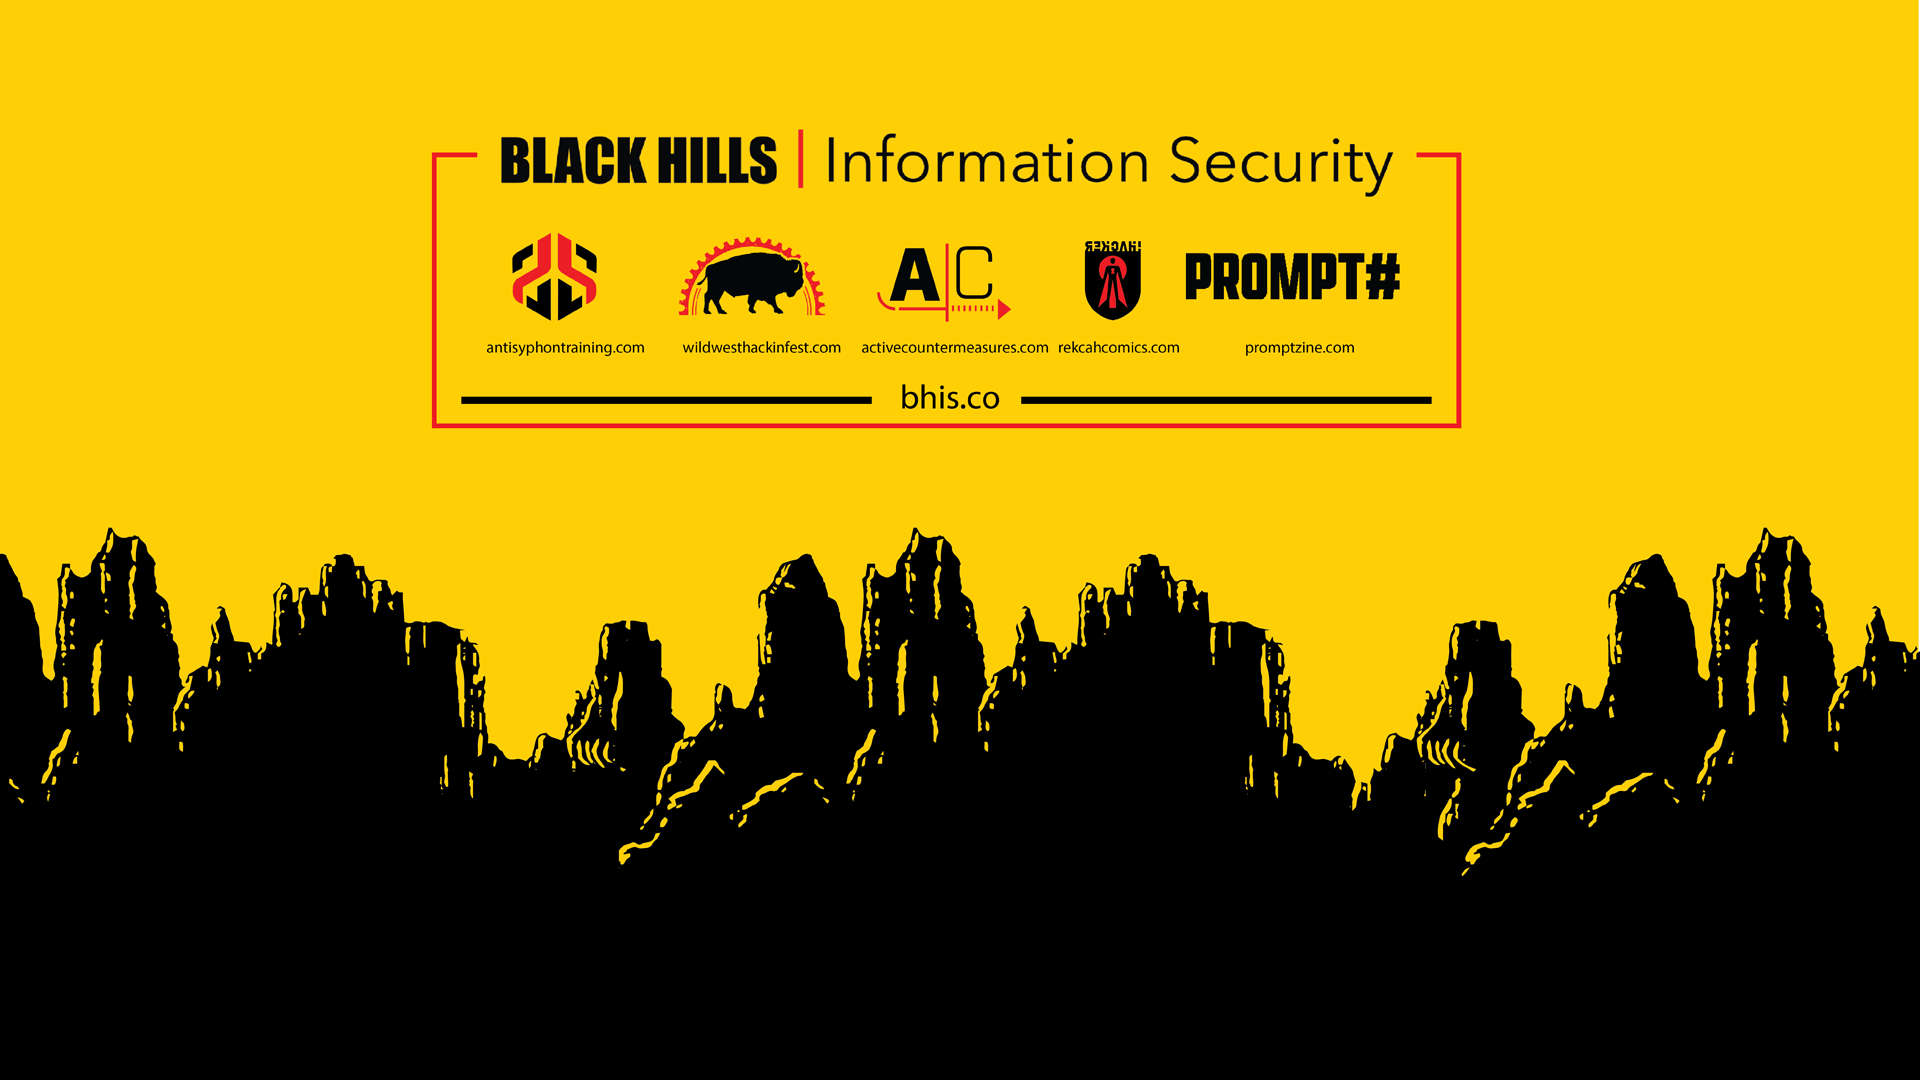 BLACK HILLS | Information Security
A|C
PROMPT#
antisyphontraining.com wildwesthackinfest.com activecountermeasures.com rekcahcomics.com promptzine.com
bhis.co